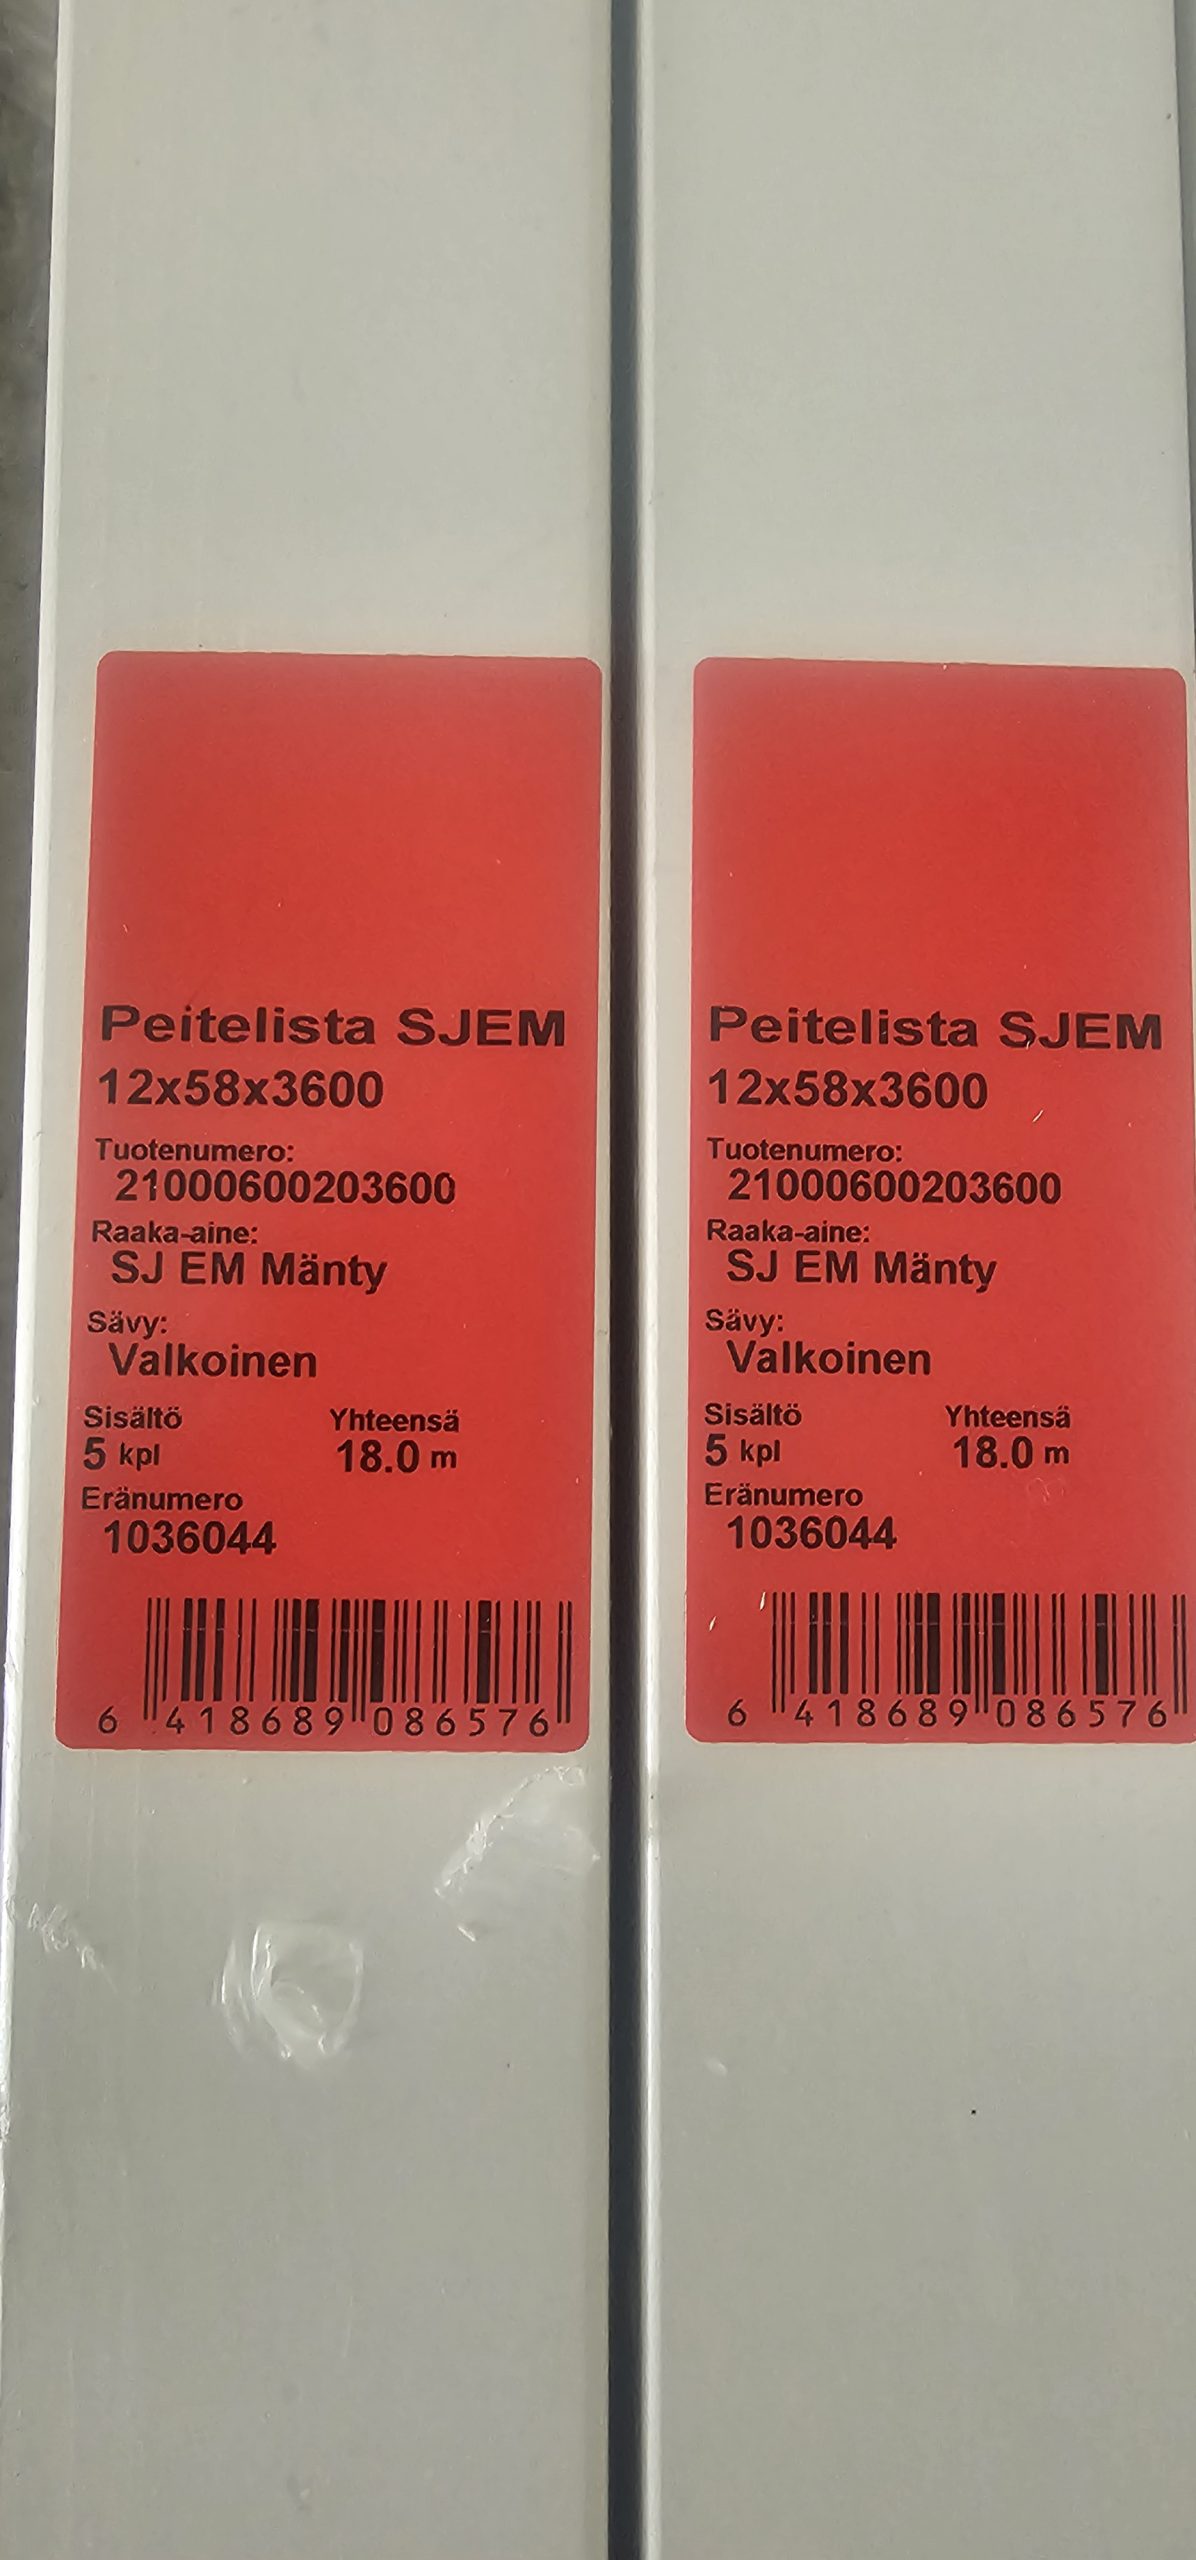 Peitelista SJEM
12x58x3600
Tuotenumero:
21000600203600
Raaka-aine:
SJ EM Mänty
Sävy:
Valkoinen
Sisältö Yhteensä
5 kpl 18.0 m
Eränumero
1036044
6 418689 086576
Peitelista SJEM
12x58x3600
Tuotenumero:
21000600203600
Raaka-aine:
SJ EM Mänty
Sävy:
Valkoinen
Sisältö Yhteensä
5 kpl 18.0 m
Eränumero
1036044
6 418689 086576